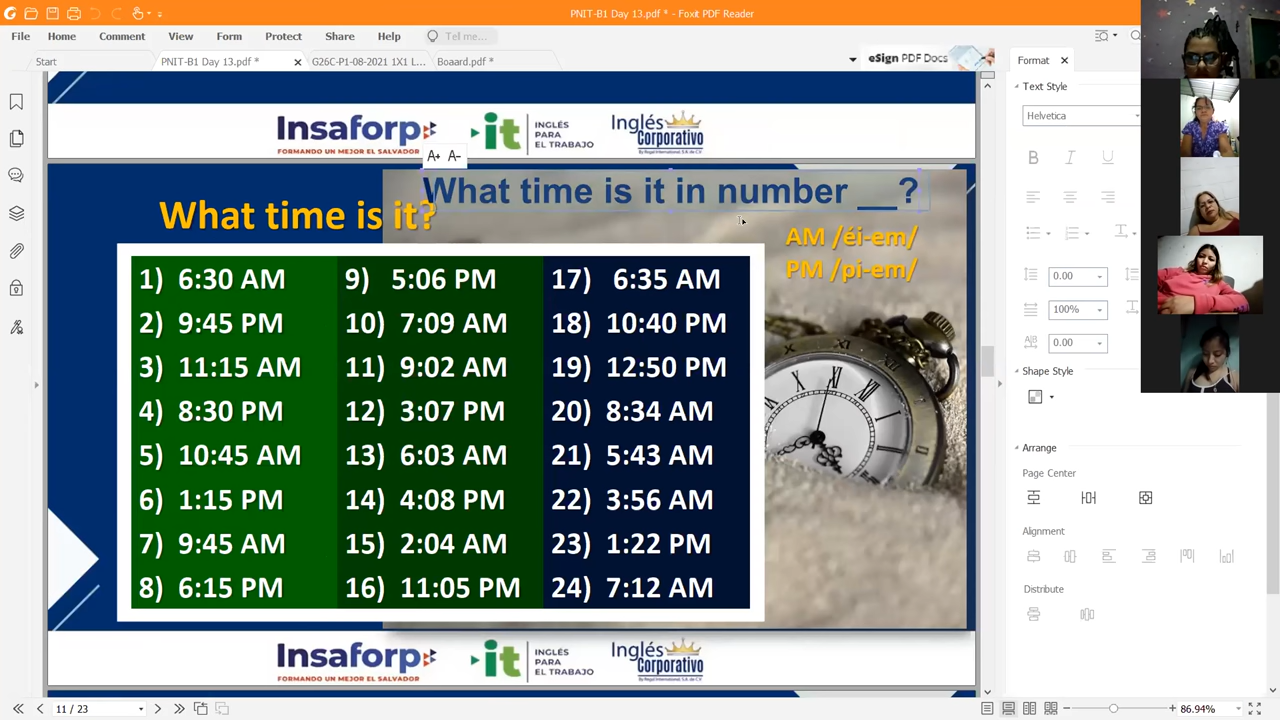 PNIT-B1 Day 13.pdf * - Foxit PDF Reader
File Home Comment View Form Protect Share Help Tell me...
Start PNIT-B1 Day 13.pdf * G26C-P1-08-2021 1X1 L... Boaard.pdf * eSign PDF Docs
Insaforp
FORMANDO UN MEJOR EL SALVADOR
it
INGLÉS
PARA
EL TRABAJO
Inglés
Corporativo
By Regal International, S.A. de C.V.
A+ A-
What time is it in number __?
What time is it?
AM /éi-em/
PM /pi-em/
1) 6:30 AM
2) 9:45 PM
3) 11:15 AM
4) 8:30 PM
5) 10:45 AM
6) 1:15 PM
7) 9:45 AM
8) 6:15 PM
9) 5:06 PM
10) 7:09 AM
11) 9:02 AM
12) 3:07 PM
13) 6:03 AM
14) 4:08 PM
15) 2:04 AM
16) 11:05 PM
17) 6:35 AM
18) 10:40 PM
19) 12:50 PM
20) 8:34 AM
21) 5:43 AM
22) 3:56 AM
23) 1:22 PM
24) 7:12 AM
Insaforp
FORMANDO UN MEJOR EL SALVADOR
it
INGLÉS
PARA
EL TRABAJO
Inglés
Corporativo
By Regal International, S.A. de C.V.
Format
Text Style
Helvetica
B I U
0.00
100%
0.00
Shape Style
Arrange
Page Center
Alignment
Distribute
11 / 23
86.94%